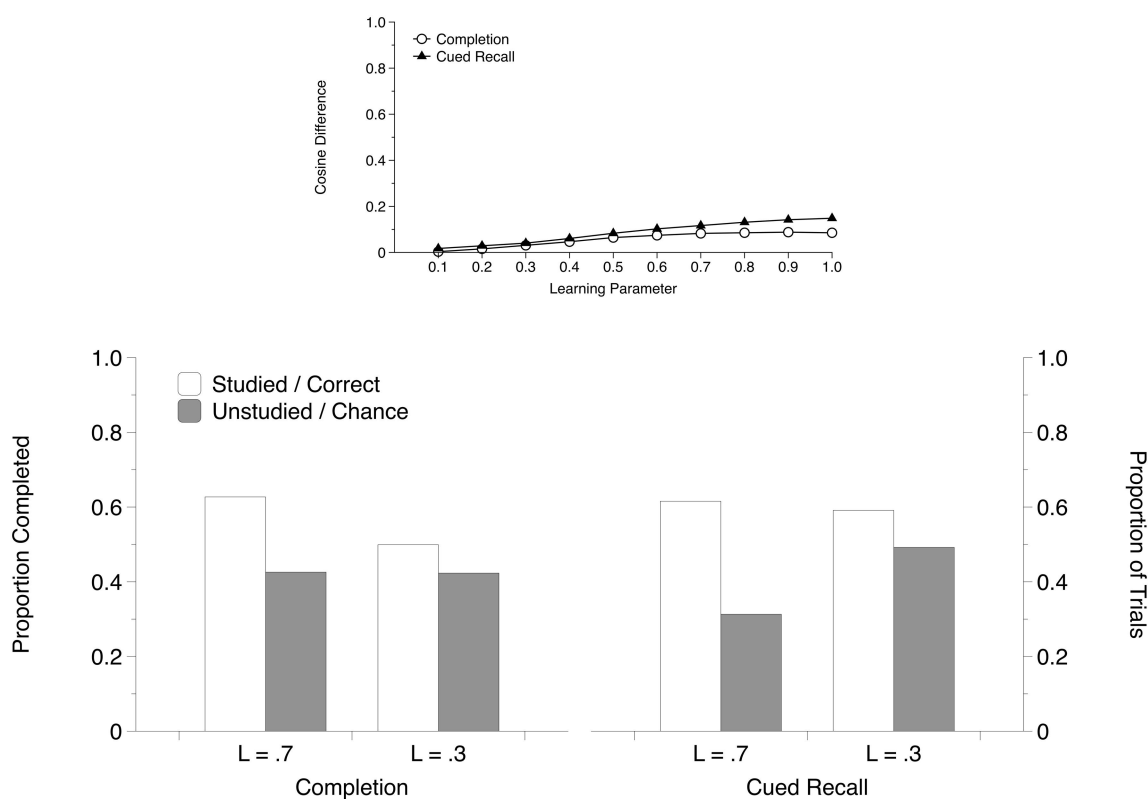 1.0
Completion
Cued Recall
0.8
0.6
Cosine Difference
0.4
0.2
0
0.1 0.2 0.3 0.4 0.5 0.6 0.7 0.8 0.9 1.0
Learning Parameter
1.0 1.0
Studied / Correct
Unstudied / Chance
0.8 0.8
Proportion Completed
Proportion of Trials
0.6 0.6
0.4 0.4
0.2 0.2
0 0
L = .7 L = .3 L = .7 L = .3
Completion Cued Recall